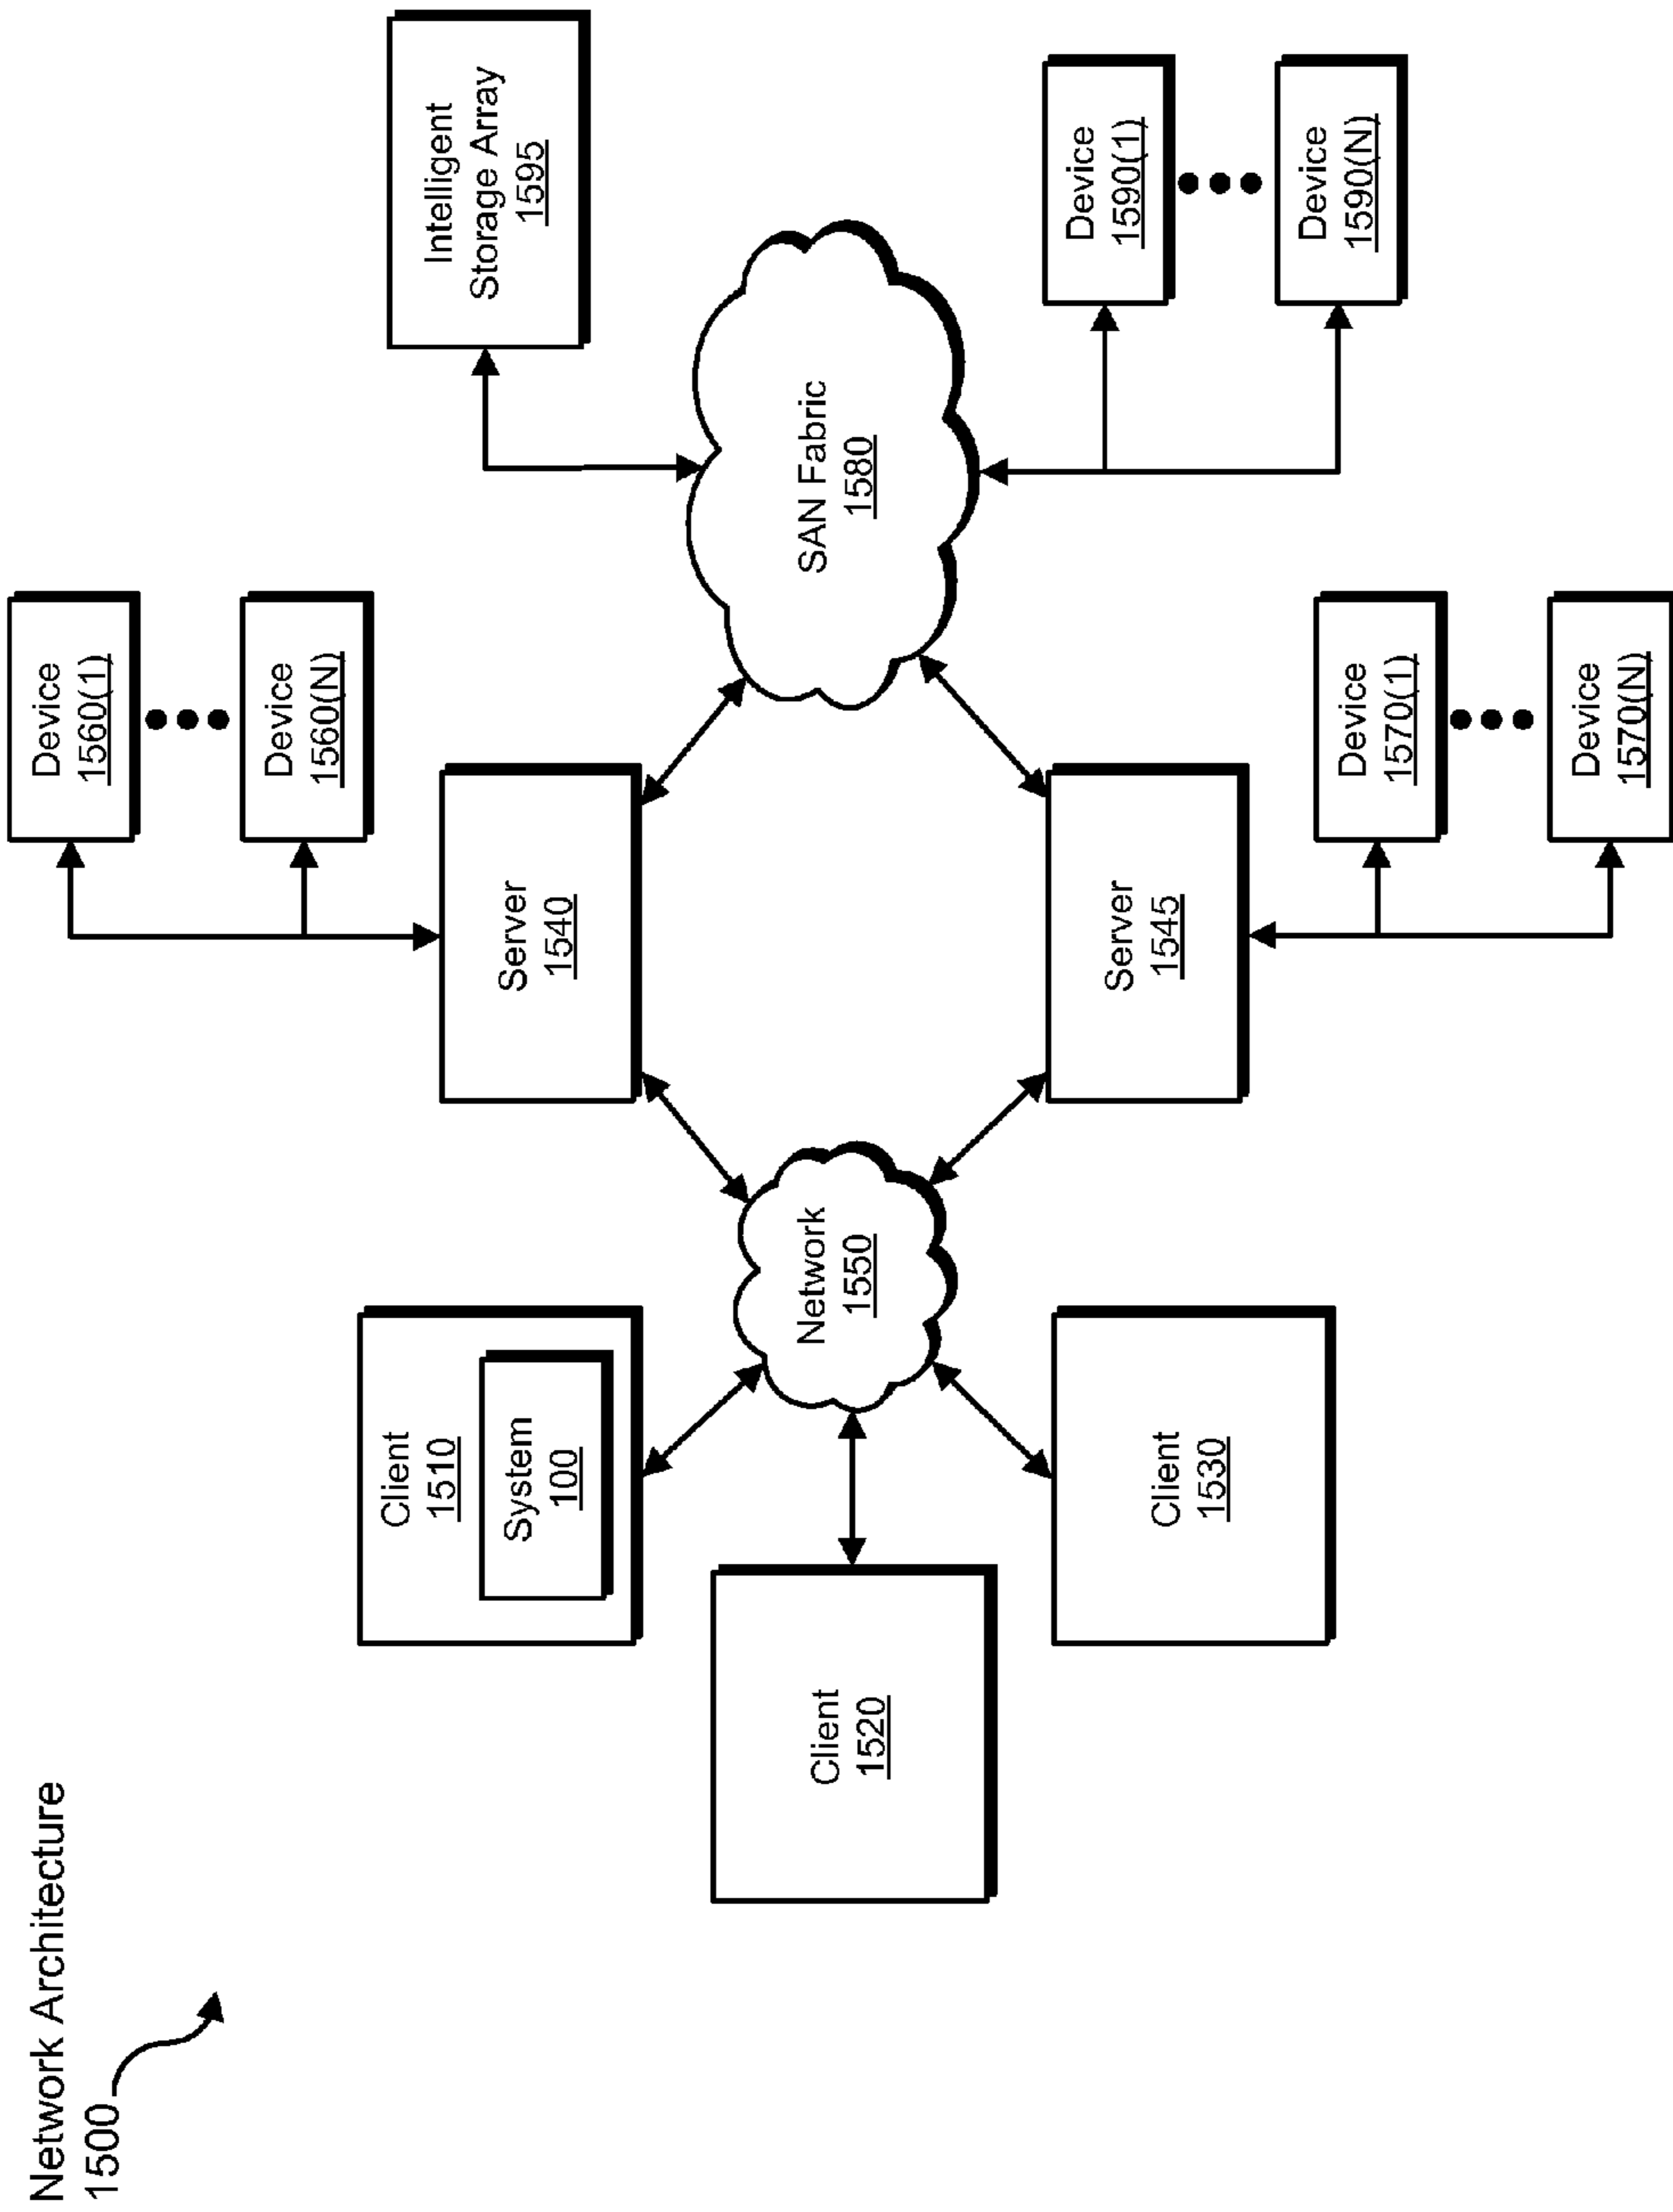 Network Architecture
1500
Client
1510
System
100
Client
1520
Client
1530
Network
1550
Server
1540
Server
1545
Device
1560(1)
Device
1560(N)
Device
1570(1)
Device
1570(N)
SAN Fabric
1580
Intelligent
Storage Array
1595
Device
1590(1)
Device
1590(N)